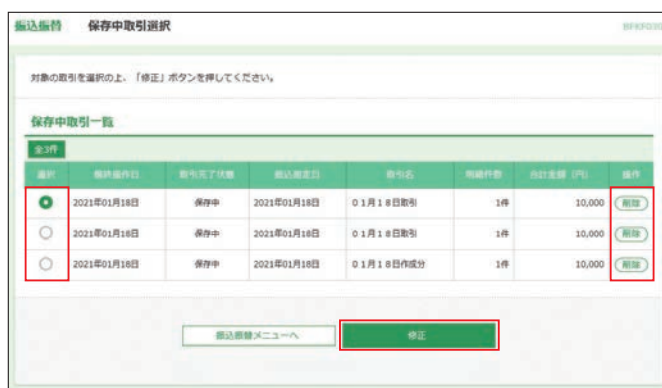 振込振替 保存中取引選択
対象の取引を選択の上、「修正」ボタンを押してください。
保存中取引一覧
全3件
選択 最終操作日 取引完了状態 振込指定日 取引名 明細件数 合計金額（円） 操作
2021年01月18日 保存中 2021年01月18日 01月18日取引 1件 10,000 削除
2021年01月18日 保存中 2021年01月18日 01月18日取引 1件 10,000 削除
2021年01月18日 保存中 2021年01月18日 01月18日作成分 1件 10,000 削除
振込振替メニューへ 修正